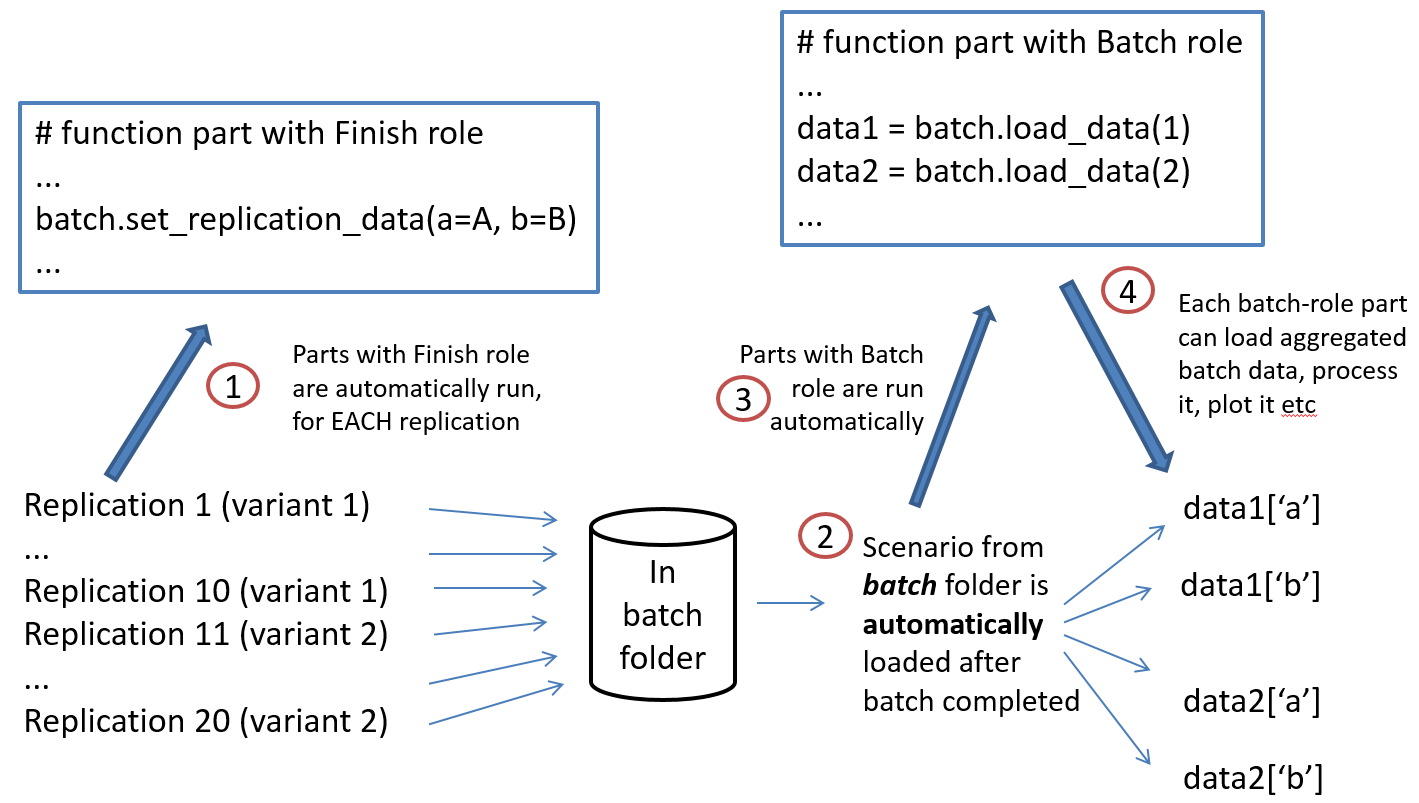 # function part with Finish role
...
batch.set_replication_data(a=A, b=B)
...
# function part with Batch role
...
data1 = batch.load_data(1)
data2 = batch.load_data(2)
...
1
Parts with Finish role
are automatically run,
for EACH replication
3
Parts with Batch
role are run
automatically
4
Each batch-role part
can load aggregated
batch data, process
it, plot it etc
Replication 1 (variant 1)
...
Replication 10 (variant 1)
Replication 11 (variant 2)
...
Replication 20 (variant 2)
In
batch
folder
2
Scenario from
batch folder is
automatically
loaded after
batch completed
data1[‘a’]
data1[‘b’]
data2[‘a’]
data2[‘b’]